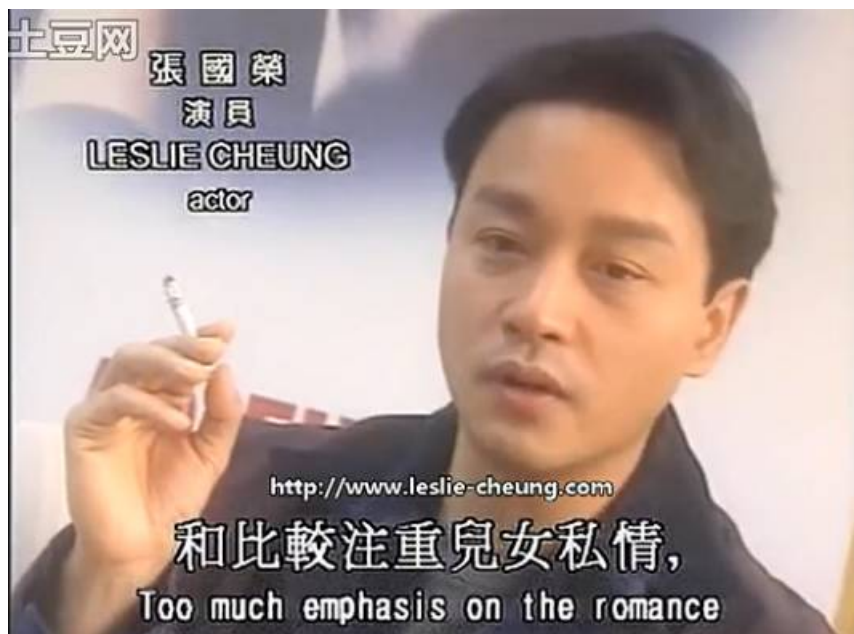 土豆网
張國榮
演員
LESLIE CHEUNG
actor
http://www.leslie-cheung.com
和比較注重兒女私情，
Too much emphasis on the romance